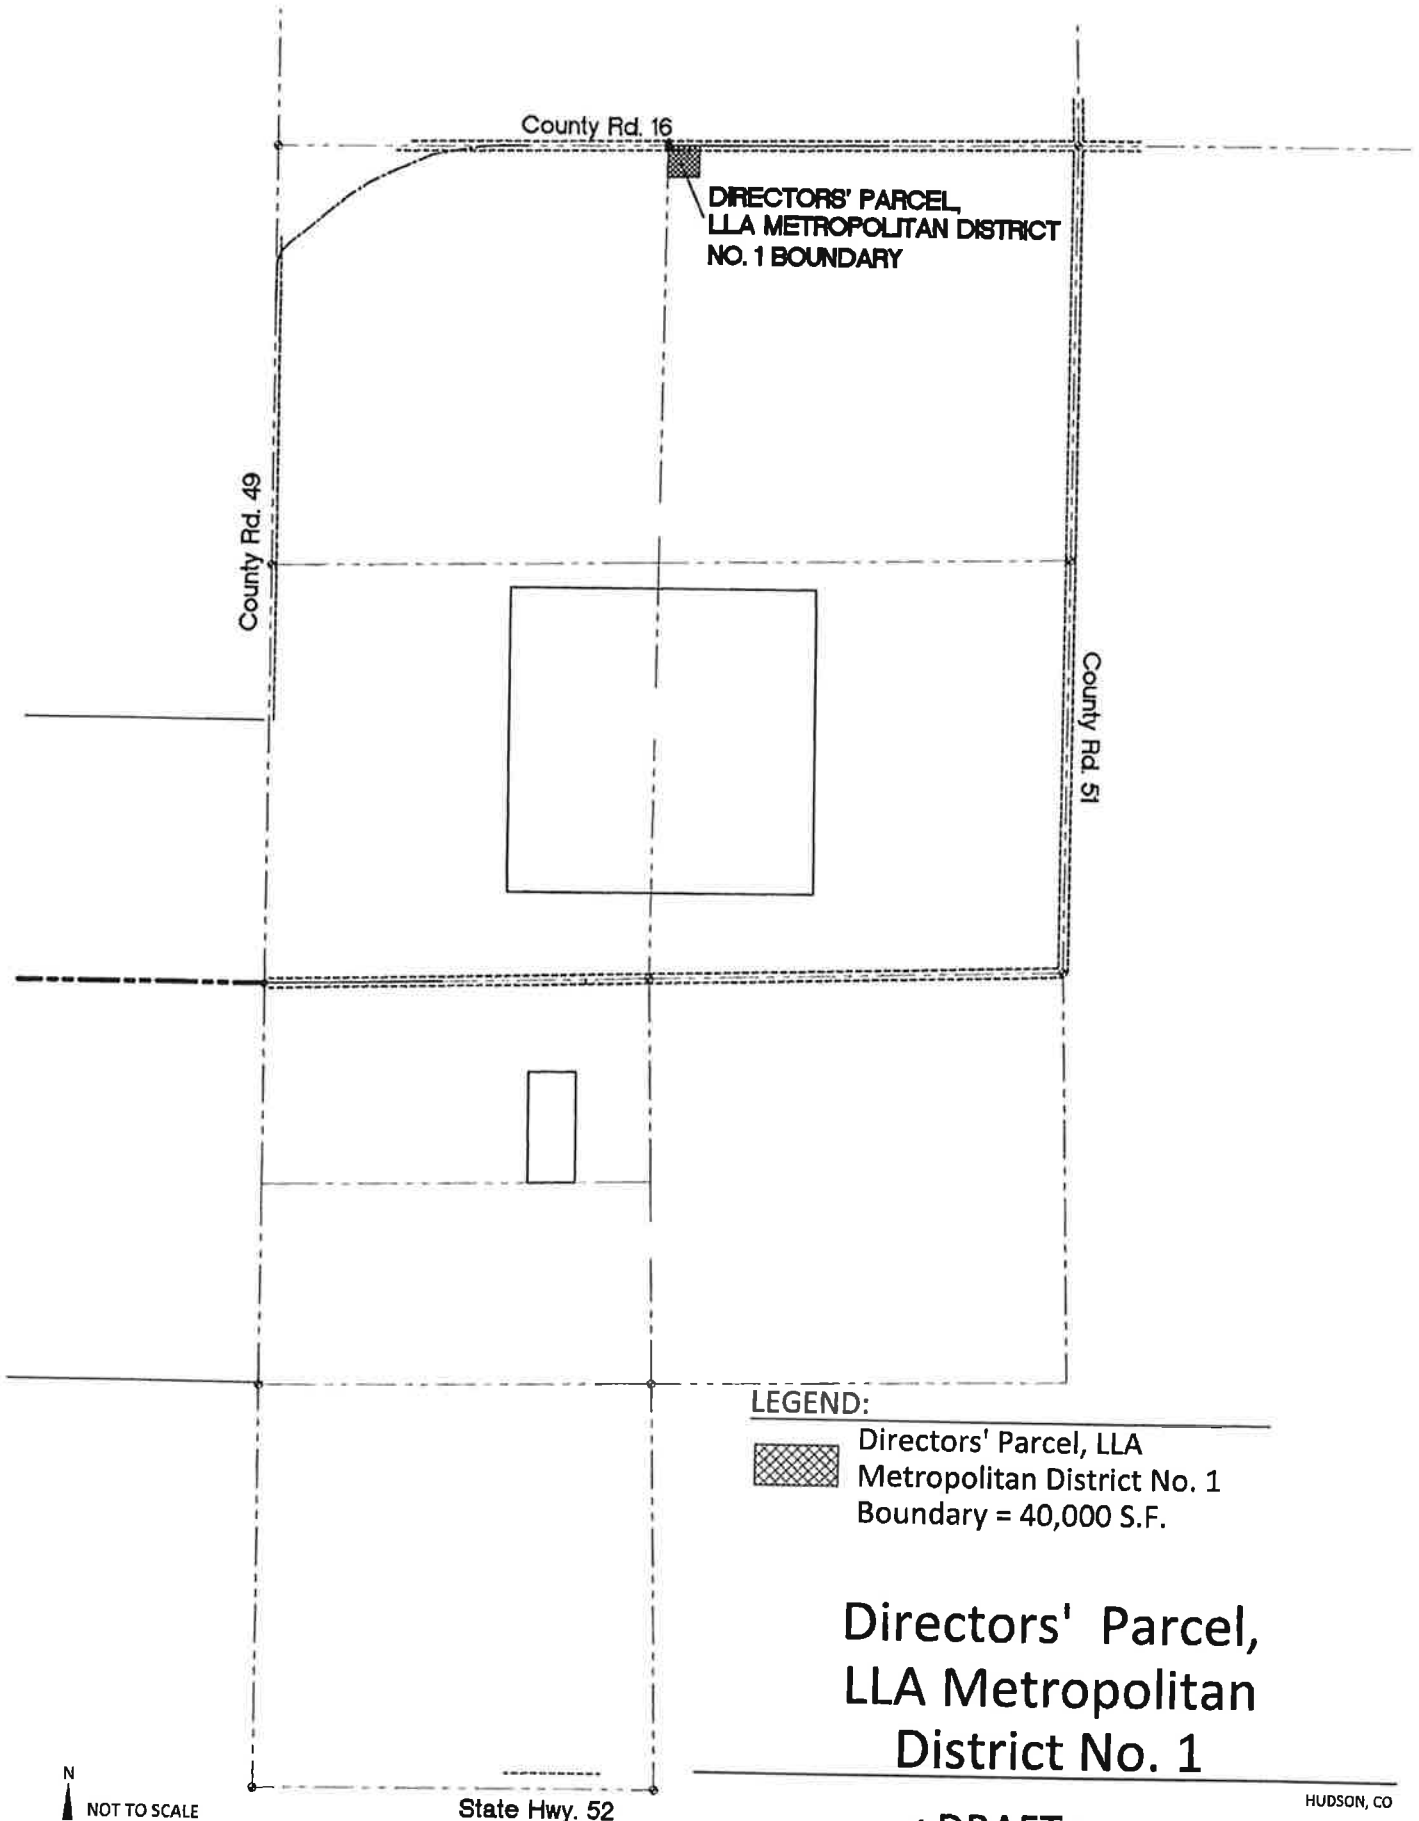 County Rd. 16
DIRECTORS' PARCEL,
LLA METROPOLITAN DISTRICT
NO. 1 BOUNDARY
County Rd. 49
County Rd. 51
LEGEND:
Directors' Parcel, LLA
Metropolitan District No. 1
Boundary = 40,000 S.F.
Directors' Parcel,
LLA Metropolitan
District No. 1
N
NOT TO SCALE
State Hwy. 52
HUDSON, CO
DRAFT